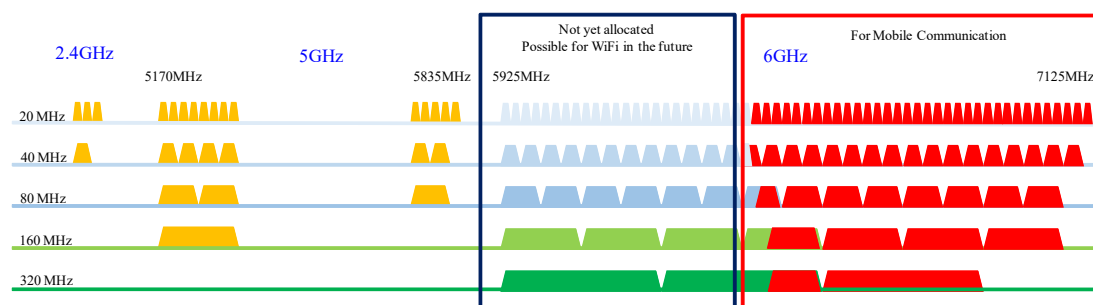 Not yet allocated
Possible for WiFi in the future
For Mobile Communication
2.4GHz
5GHz
6GHz
5170MHz
5835MHz
5925MHz
7125MHz
20 MHz
40 MHz
80 MHz
160 MHz
320 MHz